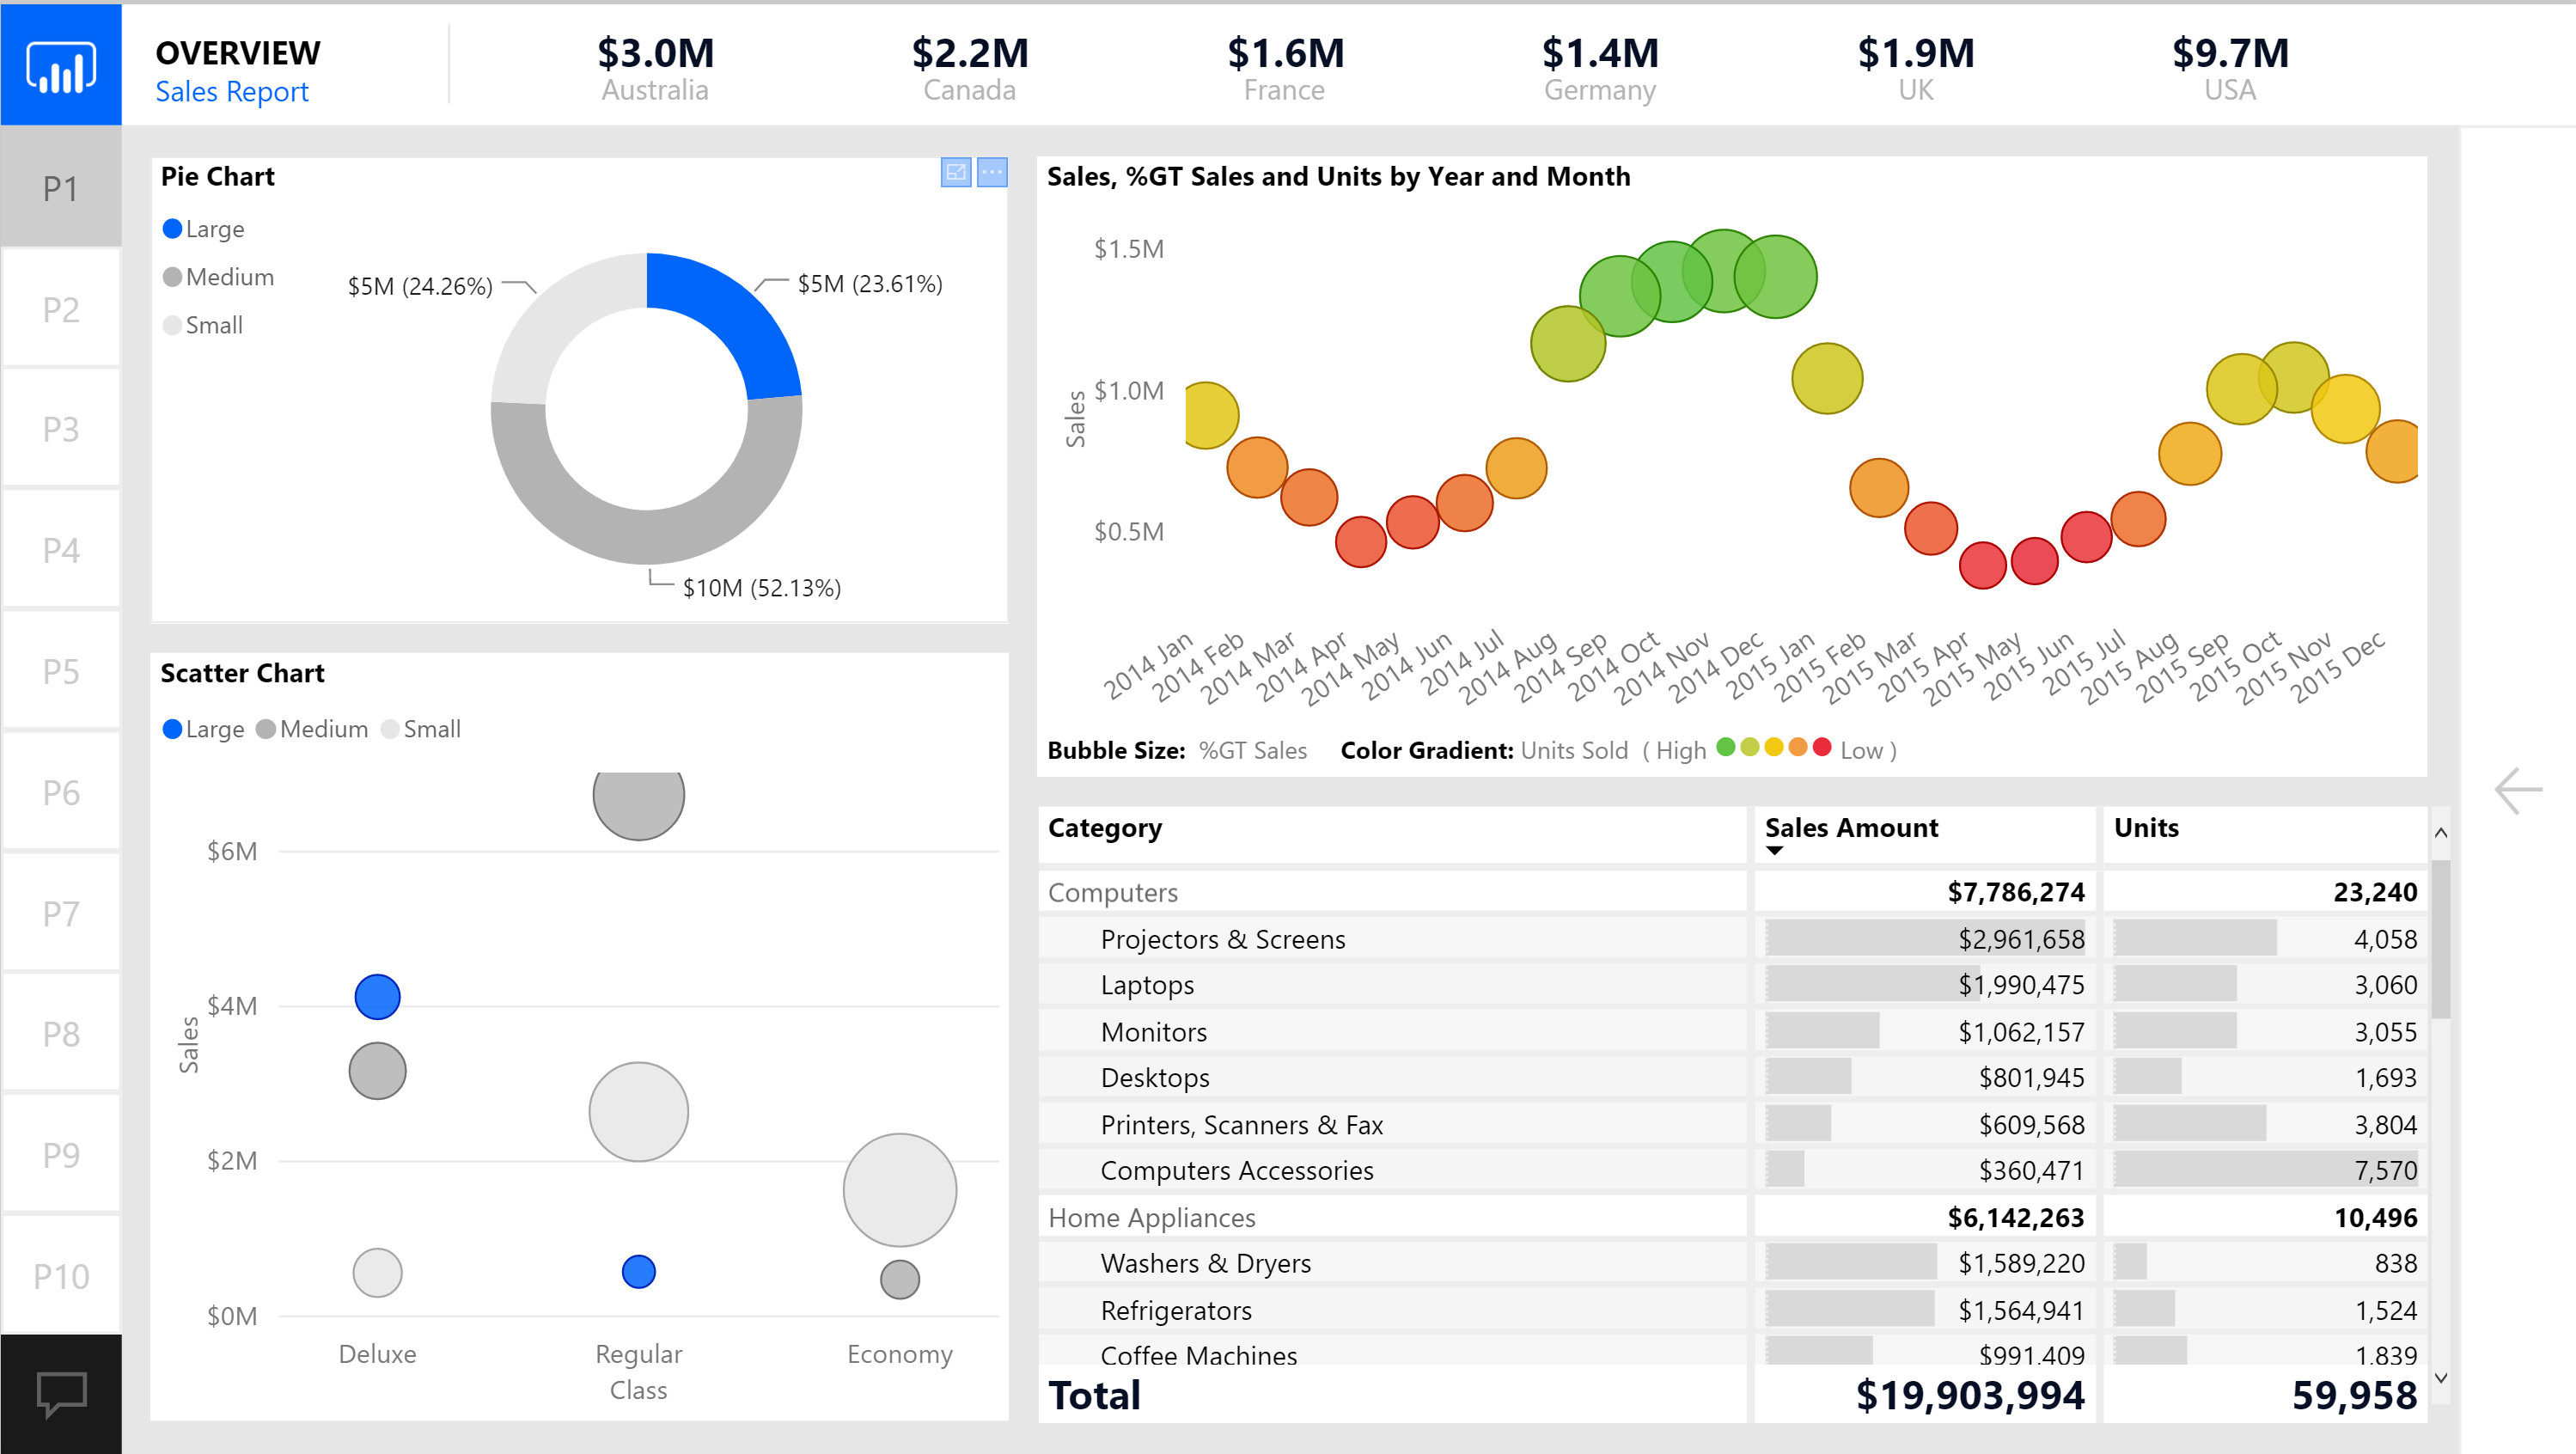 OVERVIEW
Sales Report
$3.0M
Australia
$2.2M
Canada
$1.6M
France
$1.4M
Germany
$1.9M
UK
$9.7M
USA
P1
P2
P3
P4
P5
P6
P7
P8
P9
P10
Pie Chart
Large
Medium
Small
$5M (24.26%)
$5M (23.61%)
$10M (52.13%)
Scatter Chart
Large Medium Small
Sales
$6M
$4M
$2M
$0M
Deluxe Regular Economy
Class
Sales, %GT Sales and Units by Year and Month
Sales
$1.5M
$1.0M
$0.5M
2014 Jan
2014 Feb
2014 Mar
2014 Apr
2014 May
2014 Jun
2014 Jul
2014 Aug
2014 Sep
2014 Oct
2014 Nov
2014 Dec
2015 Jan
2015 Feb
2015 Mar
2015 Apr
2015 May
2015 Jun
2015 Jul
2015 Aug
2015 Sep
2015 Oct
2015 Nov
2015 Dec
Bubble Size: %GT Sales Color Gradient: Units Sold ( High Low )
Category Sales Amount Units
Computers $7,786,274 23,240
Projectors & Screens $2,961,658 4,058
Laptops $1,990,475 3,060
Monitors $1,062,157 3,055
Desktops $801,945 1,693
Printers, Scanners & Fax $609,568 3,804
Computers Accessories $360,471 7,570
Home Appliances $6,142,263 10,496
Washers & Dryers $1,589,220 838
Refrigerators $1,564,941 1,524
Coffee Machines $991,409 1,839
Total $19,903,994 59,958